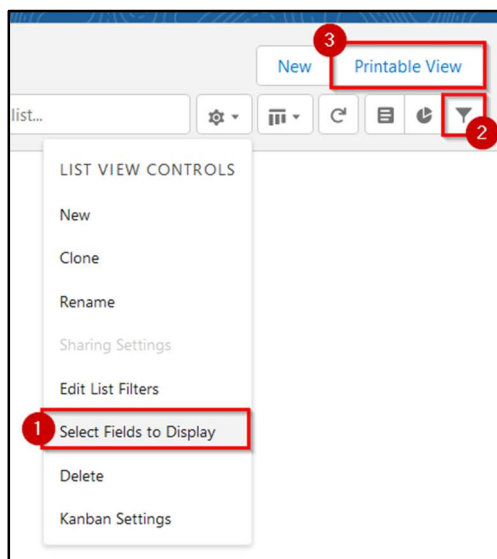 3
New
Printable View
list...
2
LIST VIEW CONTROLS
New
Clone
Rename
Sharing Settings
Edit List Filters
1
Select Fields to Display
Delete
Kanban Settings